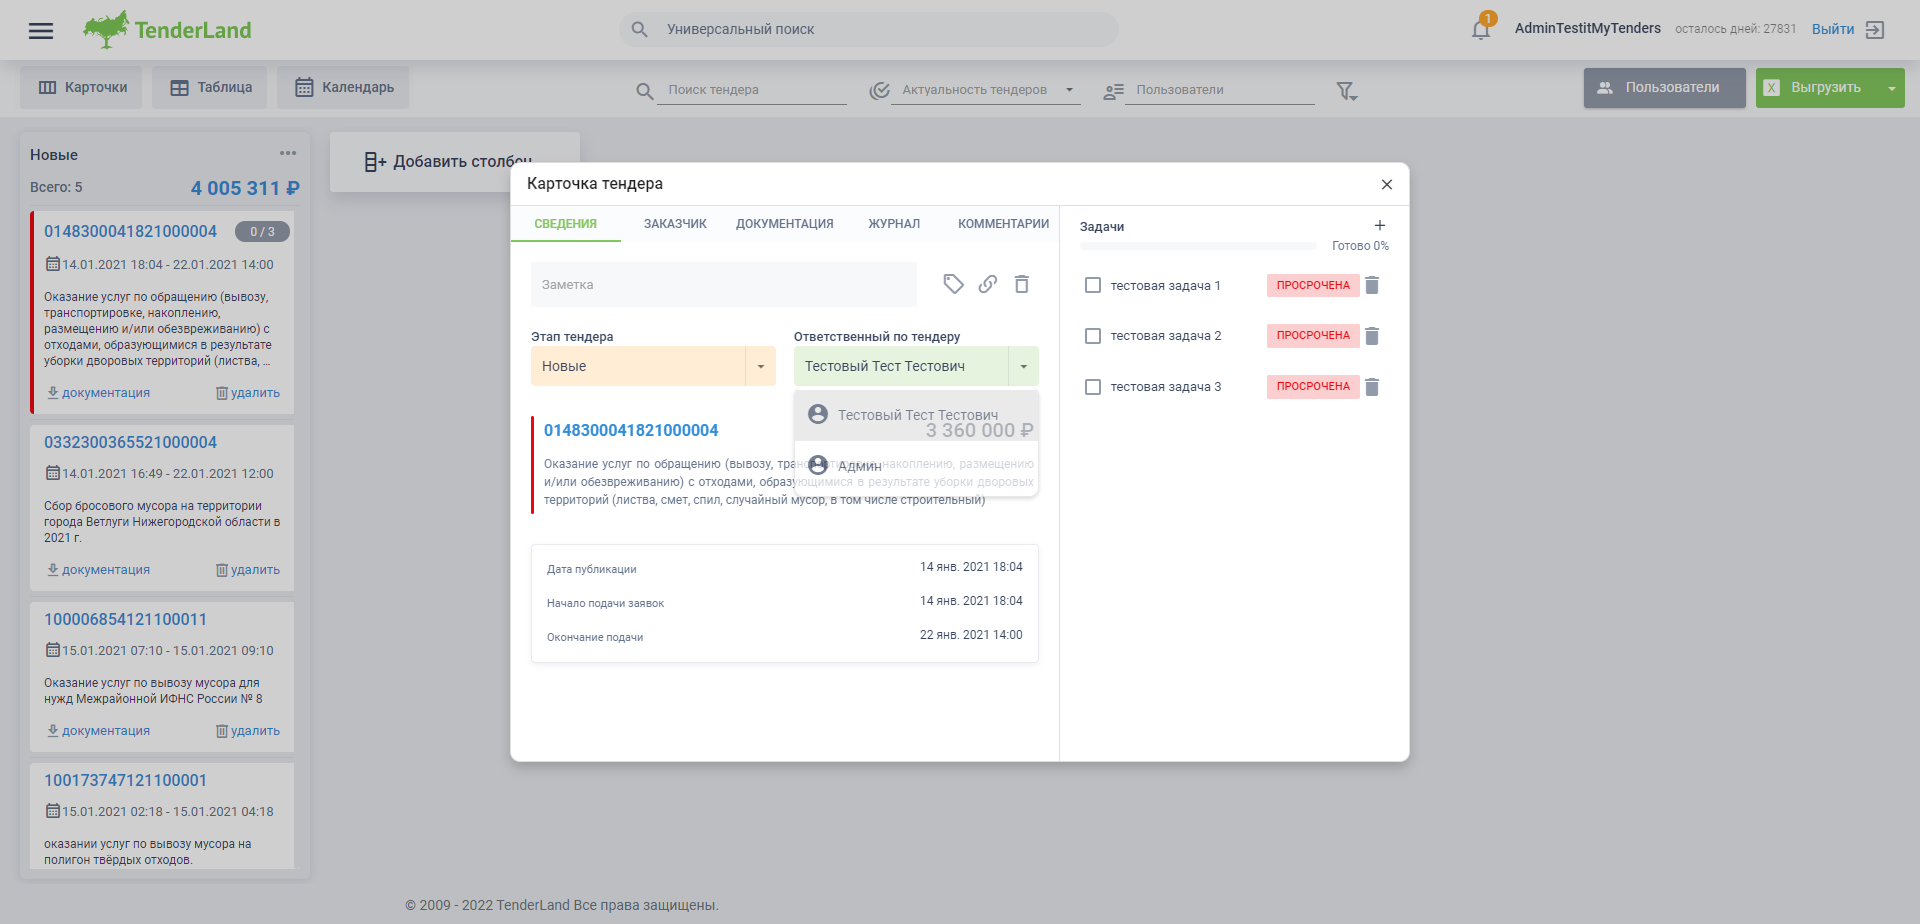 TenderLand
Универсальный поиск
1
AdminTestitMyTenders
осталось дней: 27831
Выйти
Карточки
Таблица
Календарь
Поиск тендера
Актуальность тендеров
Пользователи
Пользователи
X
Выгрузить
Новые
Всего: 5
4 005 311 ₽
0148300041821000004
0 / 3
14.01.2021 18:04 - 22.01.2021 14:00
Оказание услуг по обращению (вывозу,
транспортировке, накоплению,
размещению и/или обезвреживанию) с
отходами, образующимися в результате
уборки дворовых территорий (листва, ...
документация
удалить
0332300365521000004
14.01.2021 16:49 - 22.01.2021 12:00
Сбор бросового мусора на территории
города Ветлуги Нижегородской области в
2021 г.
документация
удалить
100006854121100011
15.01.2021 07:10 - 15.01.2021 09:10
Оказание услуг по вывозу мусора для
нужд Межрайонной ИФНС России № 8
документация
удалить
100173747121100001
15.01.2021 02:18 - 15.01.2021 04:18
оказании услуг по вывозу мусора на
полигон твёрдых отходов.
Добавить столбец
Карточка тендера
СВЕДЕНИЯ
ЗАКАЗЧИК
ДОКУМЕНТАЦИЯ
ЖУРНАЛ
КОММЕНТАРИИ
Заметка
Этап тендера
Новые
Ответственный по тендеру
Тестовый Тест Тестович
Тестовый Тест Тестович
Админ
0148300041821000004
3 360 000 ₽
Оказание услуг по обращению (вывозу, транспортировке, накоплению, размещению
и/или обезвреживанию) с отходами, образующимися в результате уборки дворовых
территорий (листва, смет, спил, случайный мусор, в том числе строительный)
Дата публикации
14 янв. 2021 18:04
Начало подачи заявок
14 янв. 2021 18:04
Окончание подачи
22 янв. 2021 14:00
Задачи
Готово 0%
тестовая задача 1
ПРОСРОЧЕНА
тестовая задача 2
ПРОСРОЧЕНА
тестовая задача 3
ПРОСРОЧЕНА
© 2009 - 2022 TenderLand Все права защищены.